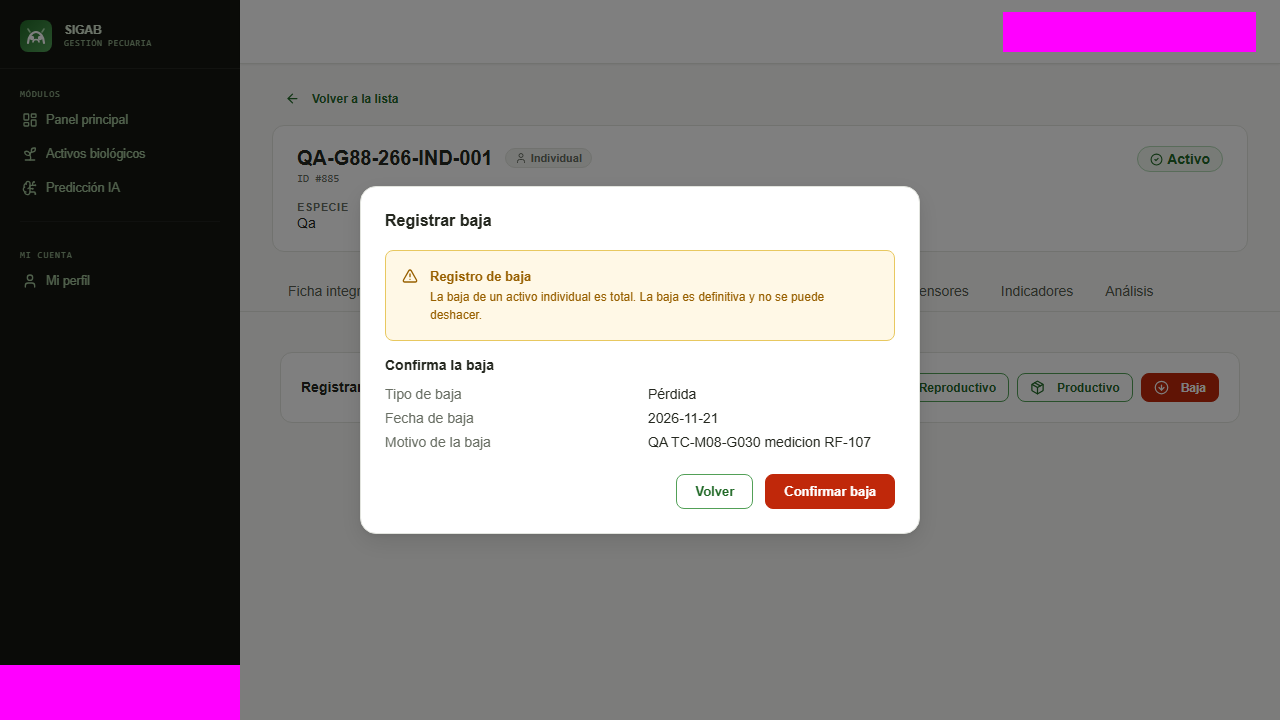 SIGAB
GESTIÓN PECUARIA
MÓDULOS
Panel principal
Activos biológicos
Predicción IA
MI CUENTA
Mi perfil
Volver a la lista
QA-G88-266-IND-001
Individual
Activo
ID #885
ESPECIE
Qa
Ficha integr
ensores
Indicadores
Análisis
Registrar
Reproductivo
Productivo
Baja
Registrar baja
Registro de baja
La baja de un activo individual es total. La baja es definitiva y no se puede
deshacer.
Confirma la baja
Tipo de baja Pérdida
Fecha de baja 2026-11-21
Motivo de la baja QA TC-M08-G030 medicion RF-107
Volver
Confirmar baja